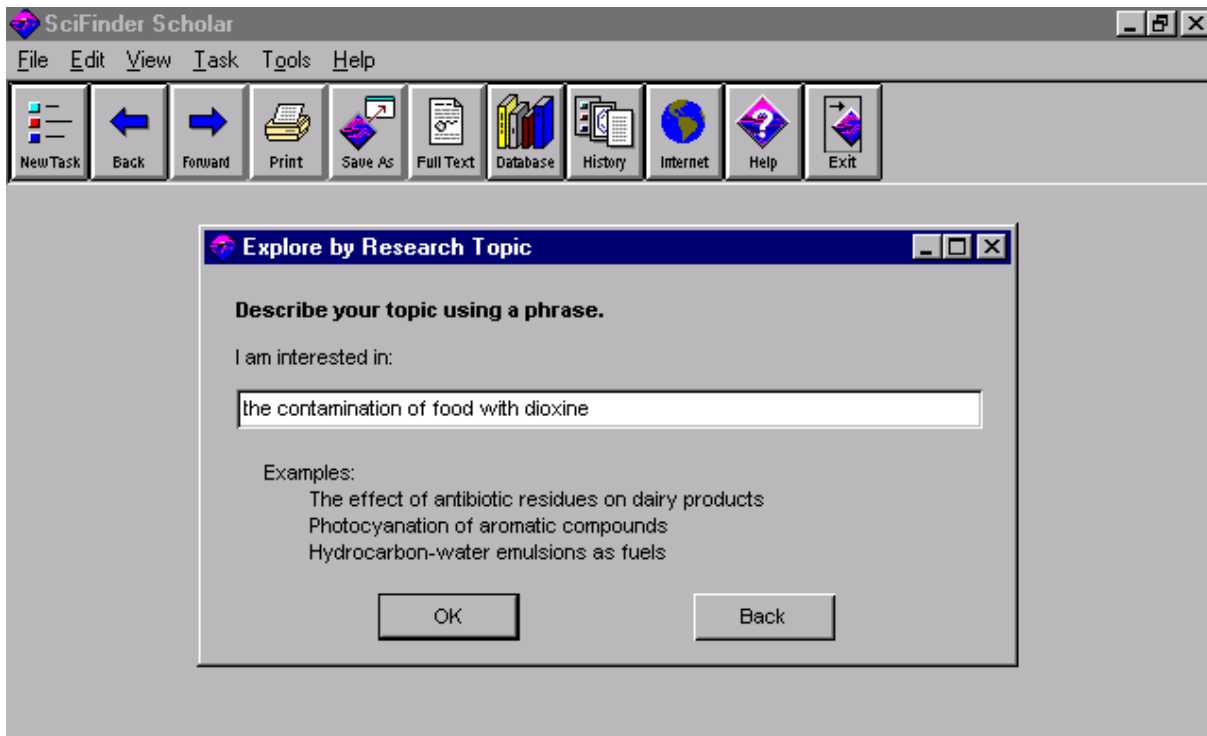 SciFinder Scholar
File Edit View Task Tools Help
New Task Back Forward Print Save As Full Text Database History Internet Help Exit
Explore by Research Topic
Describe your topic using a phrase.
I am interested in:
the contamination of food with dioxine
Examples:
The effect of antibiotic residues on dairy products
Photocyanation of aromatic compounds
Hydrocarbon-water emulsions as fuels
OK Back